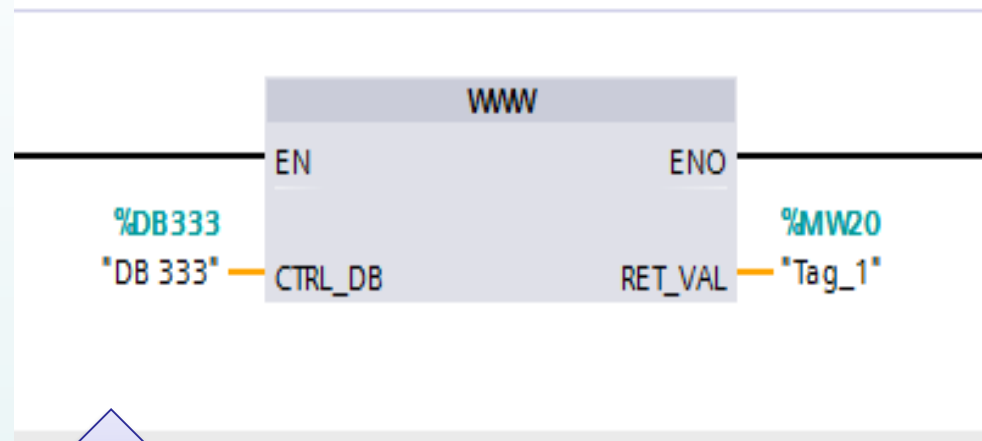 WWW
EN ENO
%DB333 %MW20
"DB 333" CTRL_DB RET_VAL "Tag_1"